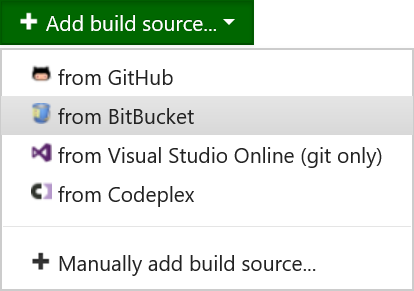 Add build source...
from GitHub
from BitBucket
from Visual Studio Online (git only)
from Codeplex
Manually add build source...